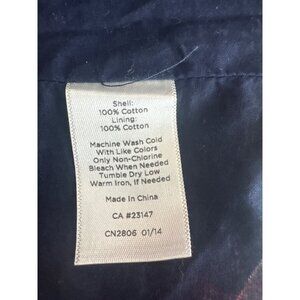 Shell:
100% Cotton
Lining:
100% Cotton
Machine Wash Cold
With Like Colors
Only Non-Chlorine
Bleach When Needed
Tumble Dry Low
Warm Iron, If Needed
Made In China
CA #23147
CN2806 01/14